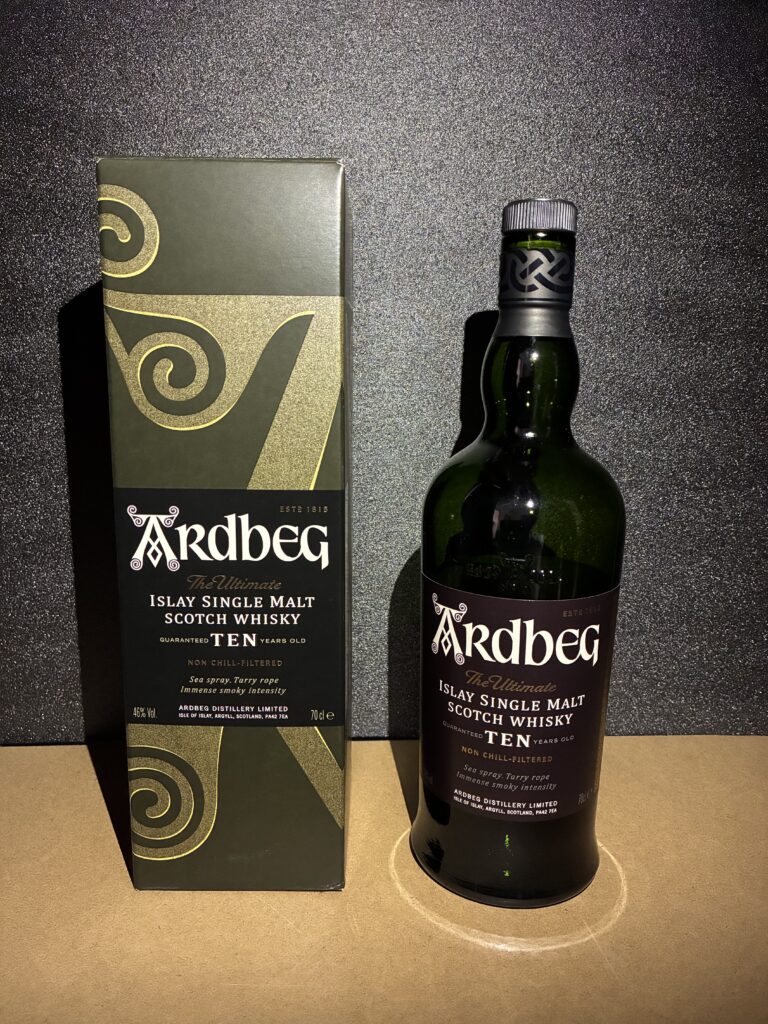 ESTD 1815
ARDBEG
The Ultimate
ISLAY SINGLE MALT
SCOTCH WHISKY
GUARANTEED TEN YEARS OLD
NON CHILL-FILTERED
Sea spray. Tarry rope
Immense smoky intensity
46% Vol.
ARDBEG DISTILLERY LIMITED
ISLE OF ISLAY, ARGYLL, SCOTLAND, PA42 7EA
70cl e
ESTD 1815
ARDBEG
The Ultimate
ISLAY SINGLE MALT
SCOTCH WHISKY
GUARANTEED TEN YEARS OLD
NON CHILL-FILTERED
Sea spray. Tarry rope
Immense smoky intensity
ARDBEG DISTILLERY LIMITED
ISLE OF ISLAY, ARGYLL, SCOTLAND, PA42 7EA
70cl e